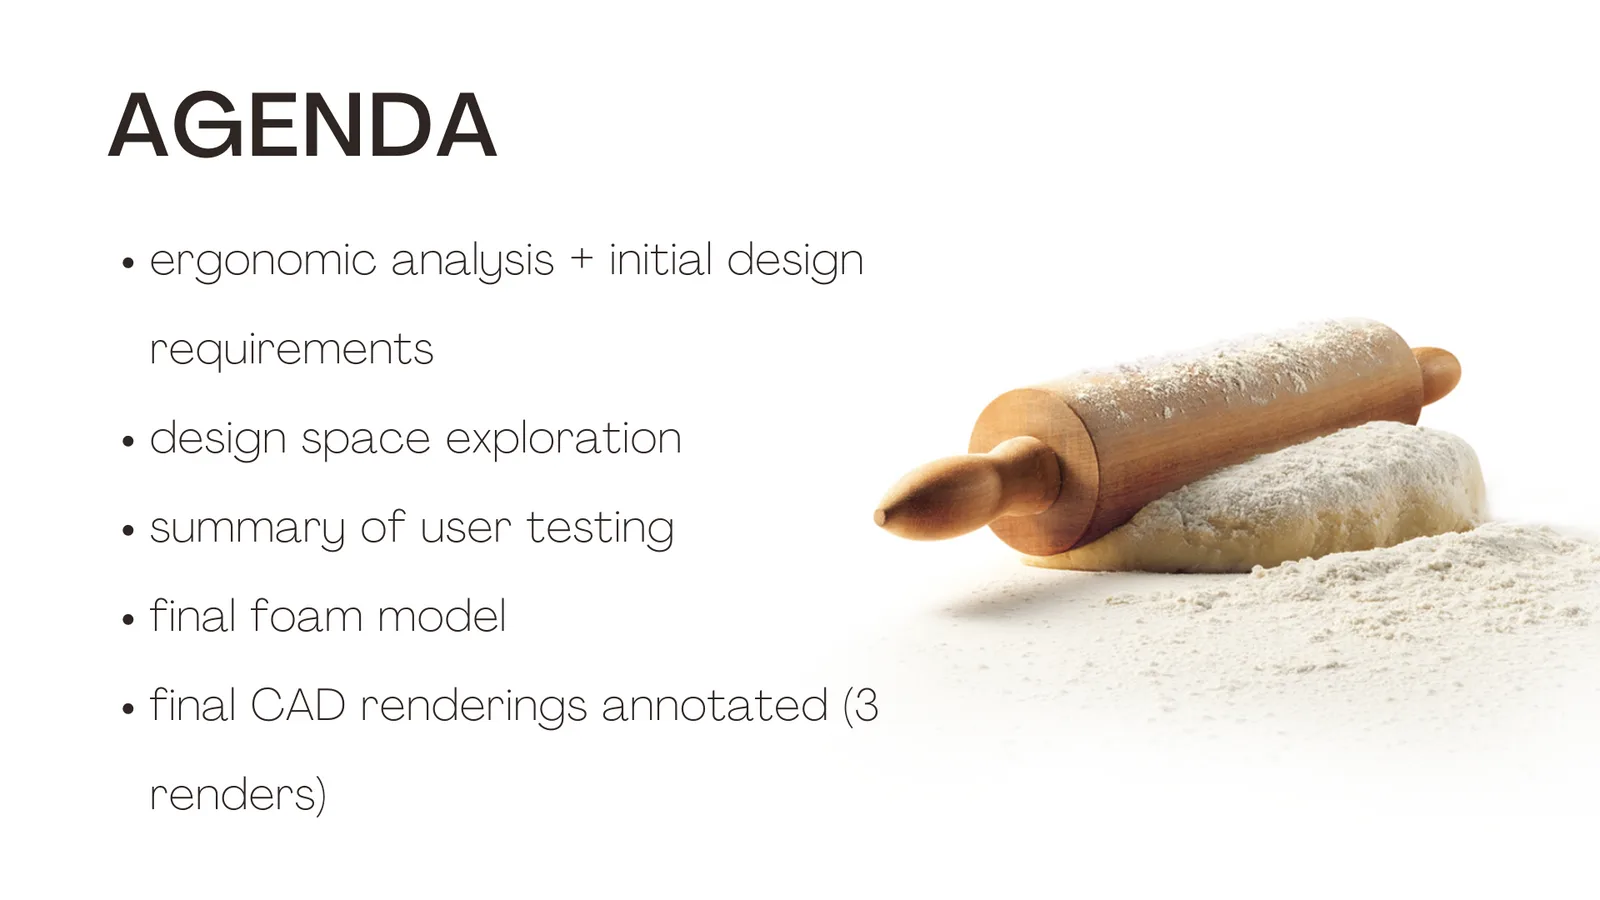 AGENDA
• ergonomic analysis + initial design
requirements
• design space exploration
• summary of user testing
• final foam model
• final CAD renderings annotated (3
renders)